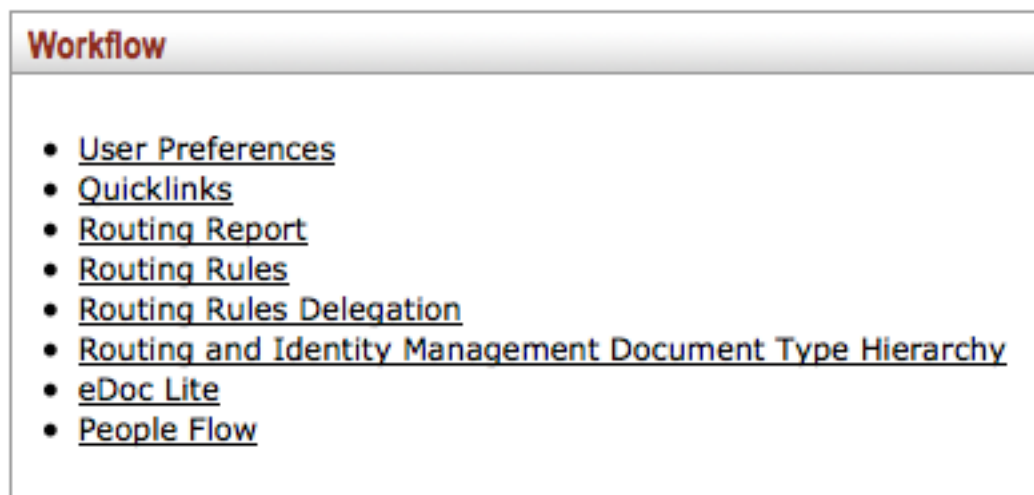 Workflow
User Preferences
Quicklinks
Routing Report
Routing Rules
Routing Rules Delegation
Routing and Identity Management Document Type Hierarchy
eDoc Lite
People Flow